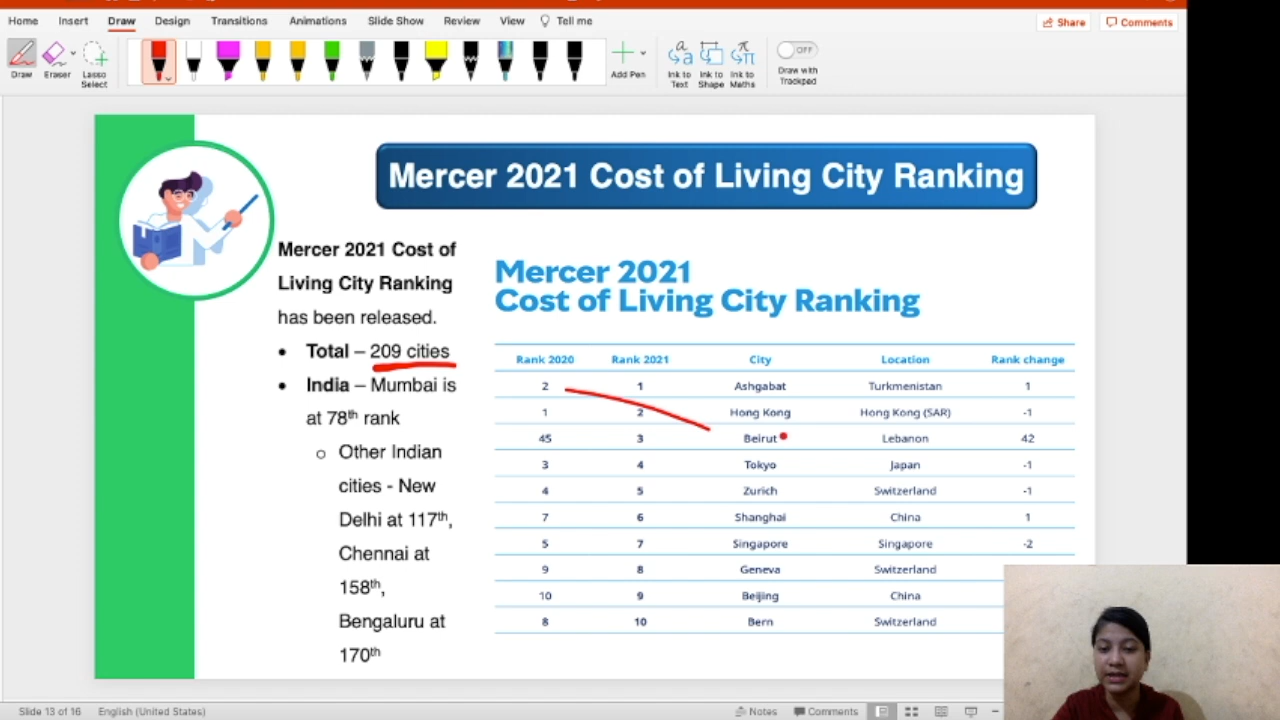 Home Insert Draw Design Transitions Animations Slide Show Review View Tell me Share Comments
Draw Eraser Lasso Select Add Pen Ink to Text Ink to Shape Ink to Maths OFF Draw with Trackpad
Mercer 2021 Cost of Living City Ranking
Mercer 2021 Cost of
Living City Ranking
has been released.
• Total – 209 cities
• India – Mumbai is
at 78th rank
o Other Indian
cities - New
Delhi at 117th,
Chennai at
158th,
Bengaluru at
170th
Mercer 2021
Cost of Living City Ranking
Rank 2020 Rank 2021 City Location Rank change
2 1 Ashgabat Turkmenistan 1
1 2 Hong Kong Hong Kong (SAR) -1
45 3 Beirut Lebanon 42
3 4 Tokyo Japan -1
4 5 Zurich Switzerland -1
7 6 Shanghai China 1
5 7 Singapore Singapore -2
9 8 Geneva Switzerland
10 9 Beijing China
8 10 Bern Switzerland
Slide 13 of 16 English (United States) Notes Comments